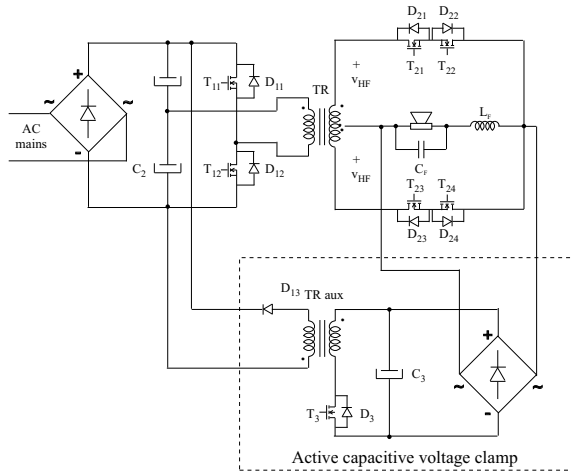 D21 D22
T21 T22
+
vHF
TR
+
T11 D11
~ ~
AC
mains
-
C2
T12 D12
LF
CF
+
vHF
T23 T24
D23 D24
D13 TR aux
C3
T3 D3
+
~ ~
-
Active capacitive voltage clamp